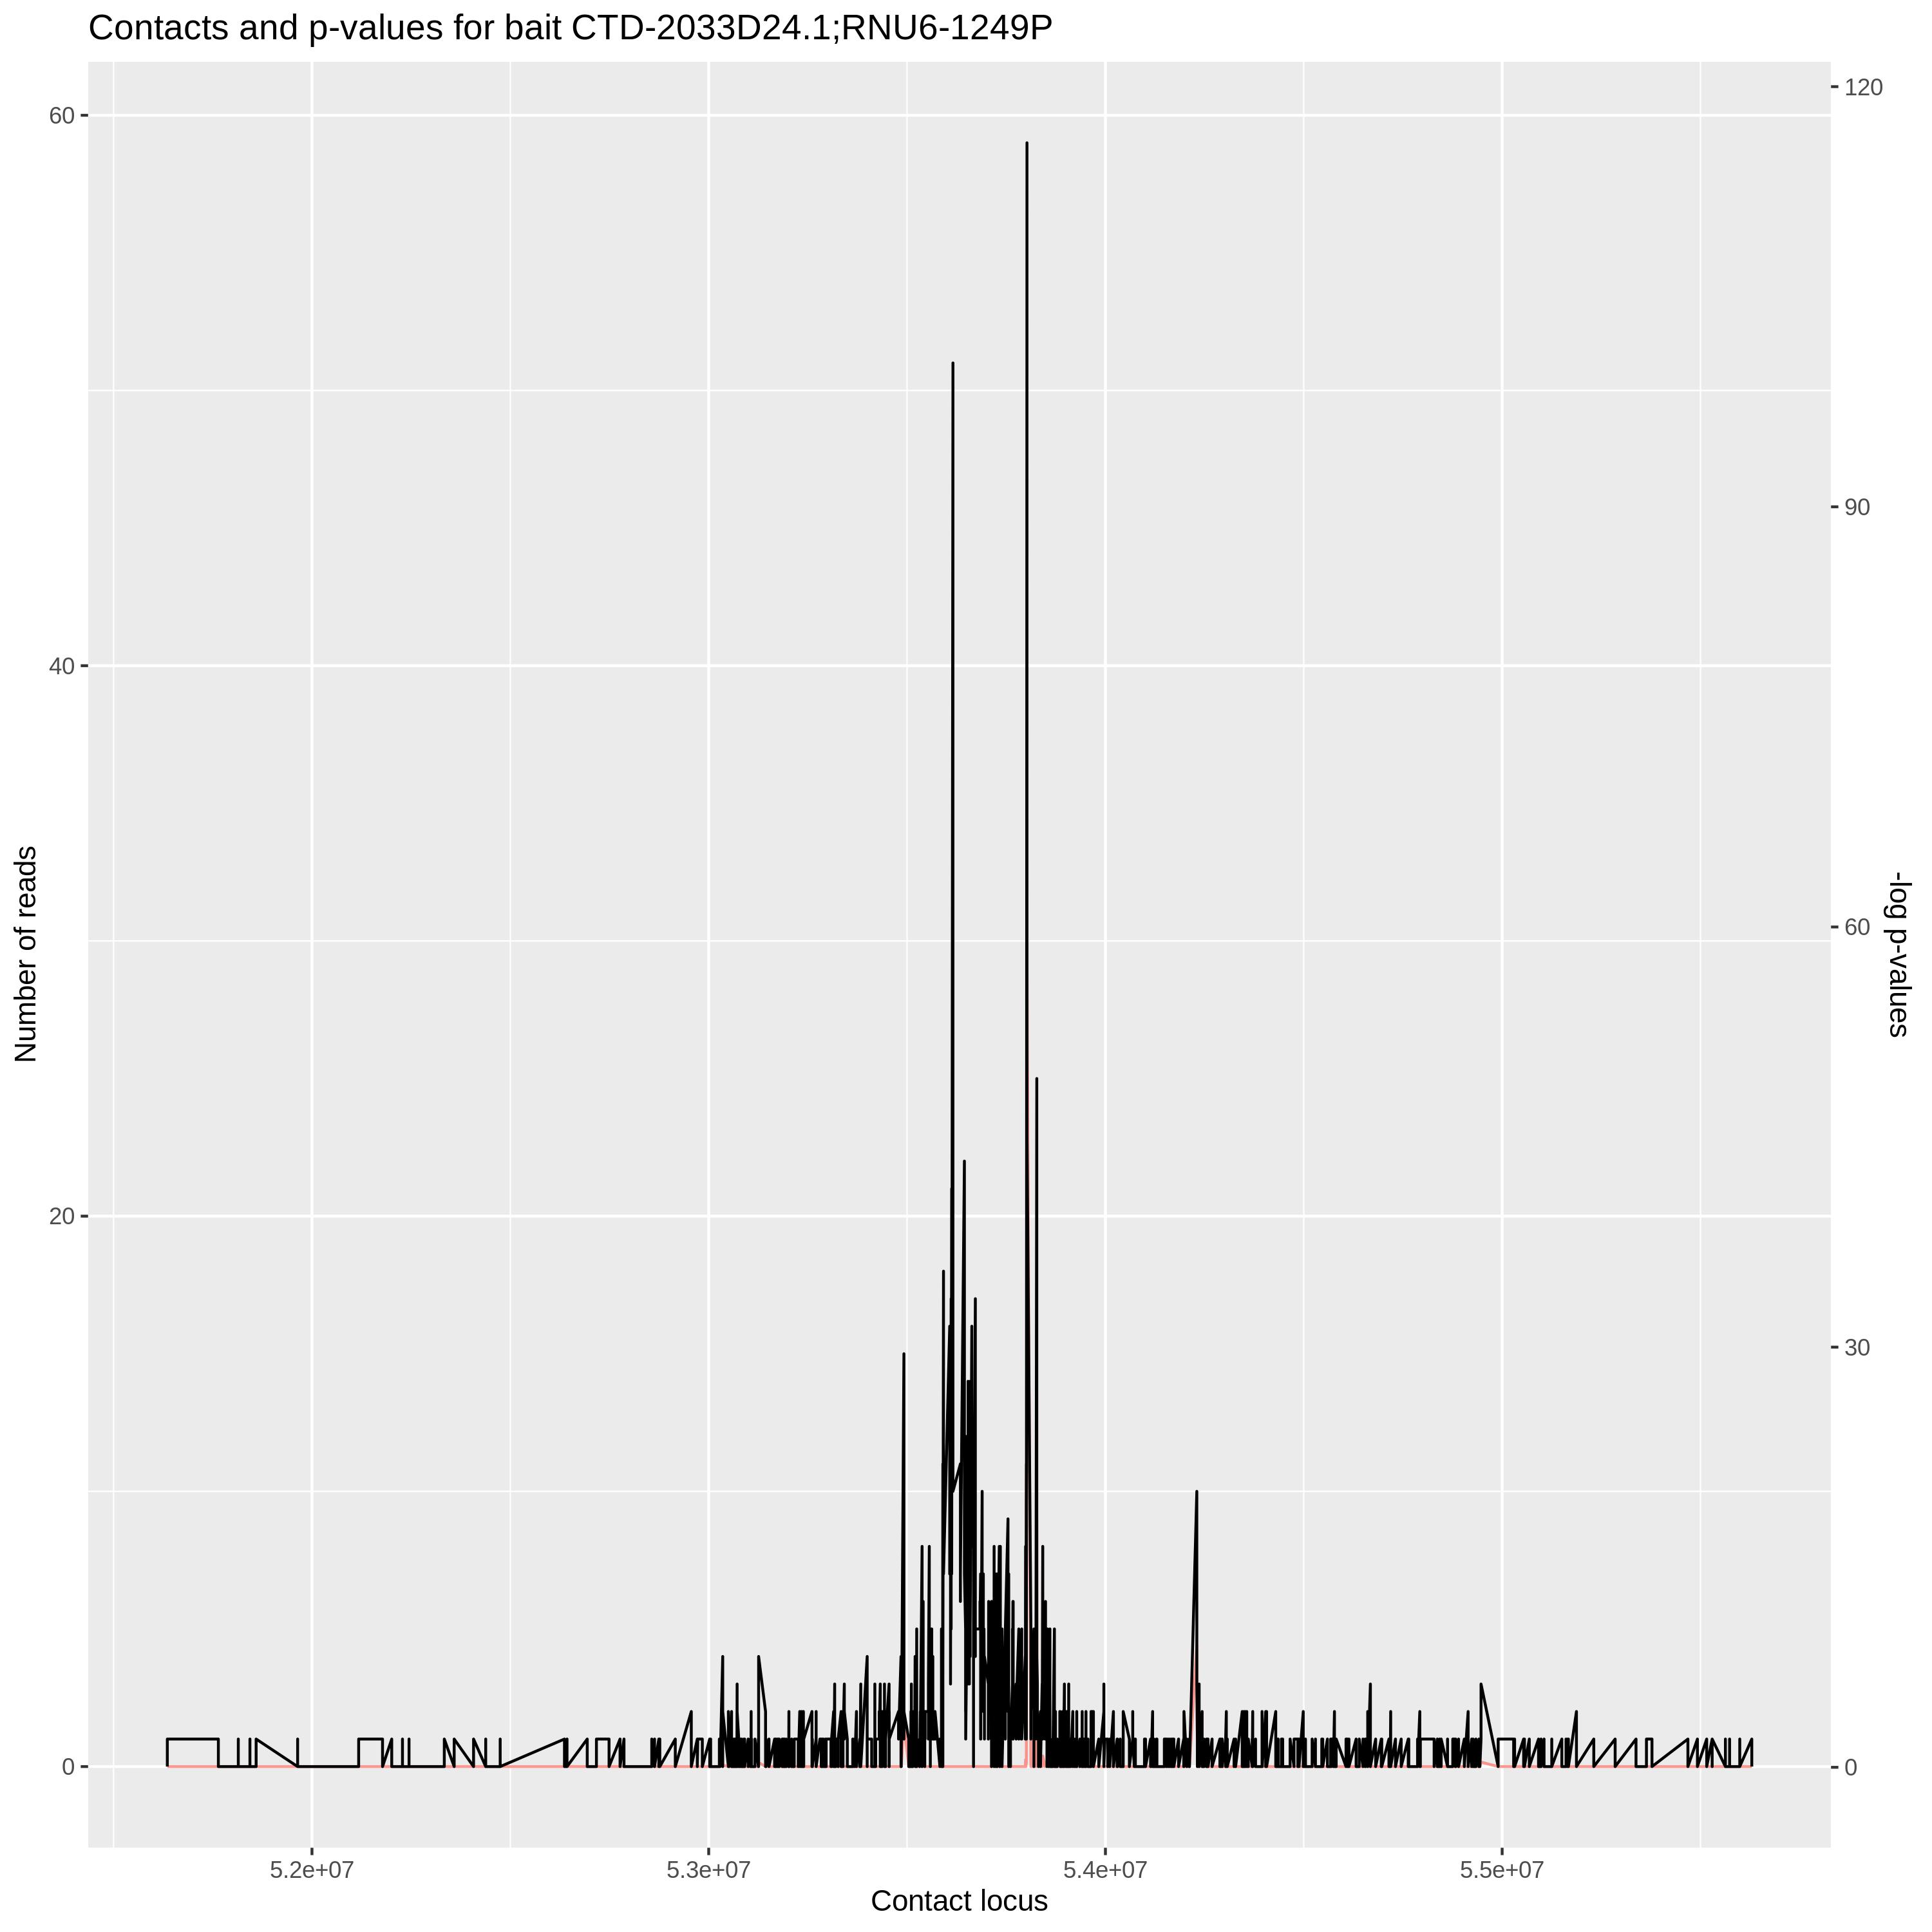 Contacts and p-values for bait CTD-2033D24.1;RNU6-1249P
60
40
20
0
Number of reads
120
90
60
30
0
-log p-values
5.2e+07 5.3e+07 5.4e+07 5.5e+07
Contact locus